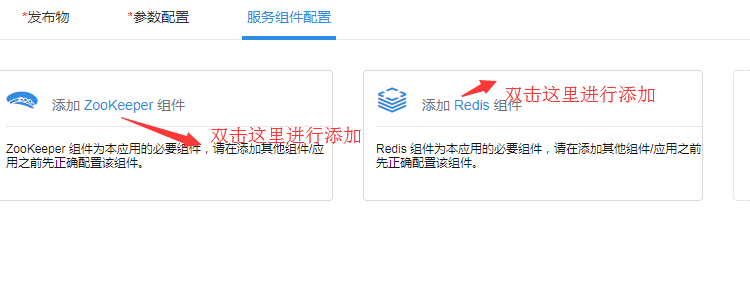 *发布物 *参数配置 服务组件配置
添加 ZooKeeper 组件
双击这里进行添加
ZooKeeper 组件为本应用的必要组件，请在添加其他组件/应
用之前先正确配置该组件。
添加 Redis 组件
双击这里进行添加
Redis 组件为本应用的必要组件，请在添加其他组件/应用之前
先正确配置该组件。